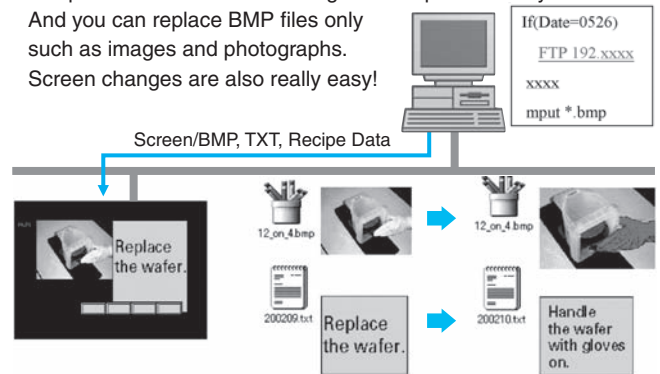 And you can replace BMP files only
such as images and photographs.
Screen changes are also really easy!
If(Date=0526)
FTP 192.xxxx
xxxx
mput *.bmp
Screen/BMP, TXT, Recipe Data
Replace
the wafer.
12_on_4.bmp
12_on_4.bmp
200209.txt
Replace
the wafer.
200210.txt
Handle
the wafer
with gloves
on.